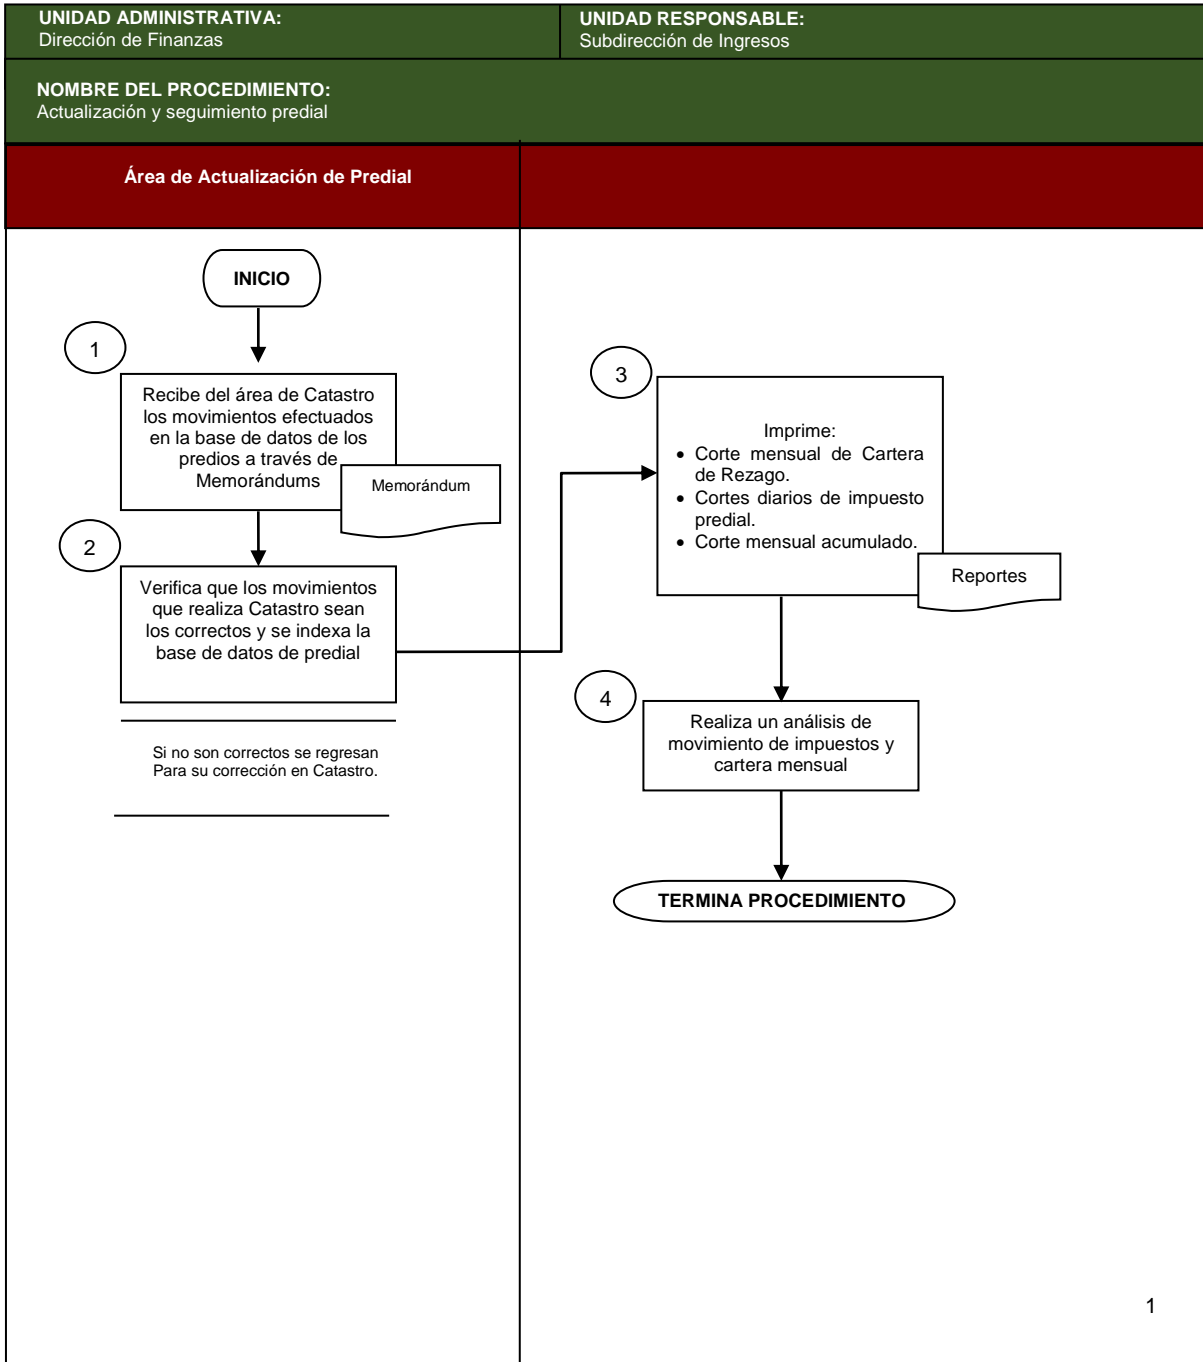 UNIDAD ADMINISTRATIVA:
Dirección de Finanzas
UNIDAD RESPONSABLE:
Subdirección de Ingresos
NOMBRE DEL PROCEDIMIENTO:
Actualización y seguimiento predial
Área de Actualización de Predial
INICIO
1
Recibe del área de Catastro
los movimientos efectuados
en la base de datos de los
predios a través de
Memorándums
Memorándum
2
Verifica que los movimientos
que realiza Catastro sean
los correctos y se indexa la
base de datos de predial
Si no son correctos se regresan
Para su corrección en Catastro.
3
Imprime:
• Corte mensual de Cartera
de Rezago.
• Cortes diarios de impuesto
predial.
• Corte mensual acumulado.
Reportes
4
Realiza un análisis de
movimiento de impuestos y
cartera mensual
TERMINA PROCEDIMIENTO
1